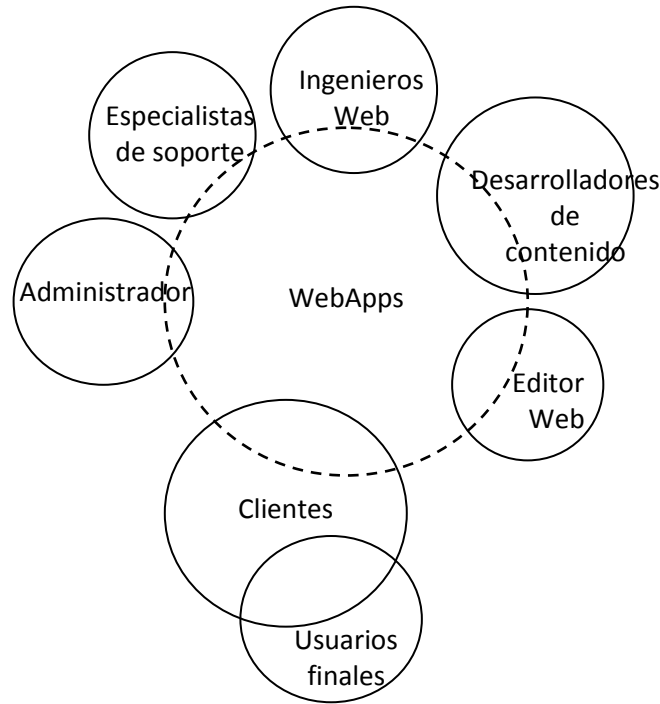 Ingenieros
Web
Especialistas
de soporte
Desarrolladores
de
contenido
Administrador
WebApps
Editor
Web
Clientes
Usuarios
finales